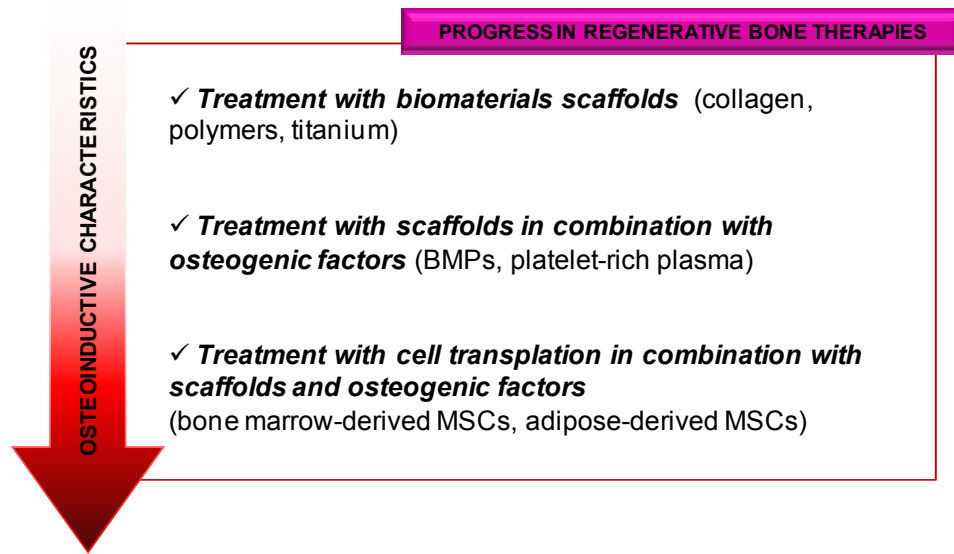 PROGRESS IN REGENERATIVE BONE THERAPIES
OSTEOINDUCTIVE CHARACTERISTICS
✓ Treatment with biomaterials scaffolds (collagen,
polymers, titanium)
✓ Treatment with scaffolds in combination with
osteogenic factors (BMPs, platelet-rich plasma)
✓ Treatment with cell transplation in combination with
scaffolds and osteogenic factors
(bone marrow-derived MSCs, adipose-derived MSCs)